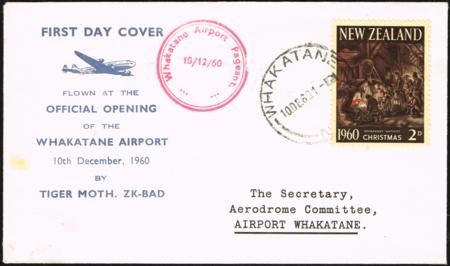 FIRST DAY COVER
FLOWN AT THE
OFFICIAL OPENING
OF THE
WHAKATANE AIRPORT
10th December, 1960
BY
TIGER MOTH. ZK-BAD
Whakatane Airport Pageant.
10/12/60
WHAKATANE
NEW ZEALAND
1960
CHRISTMAS
2D
The Secretary,
Aerodrome Committee,
AIRPORT WHAKATANE.